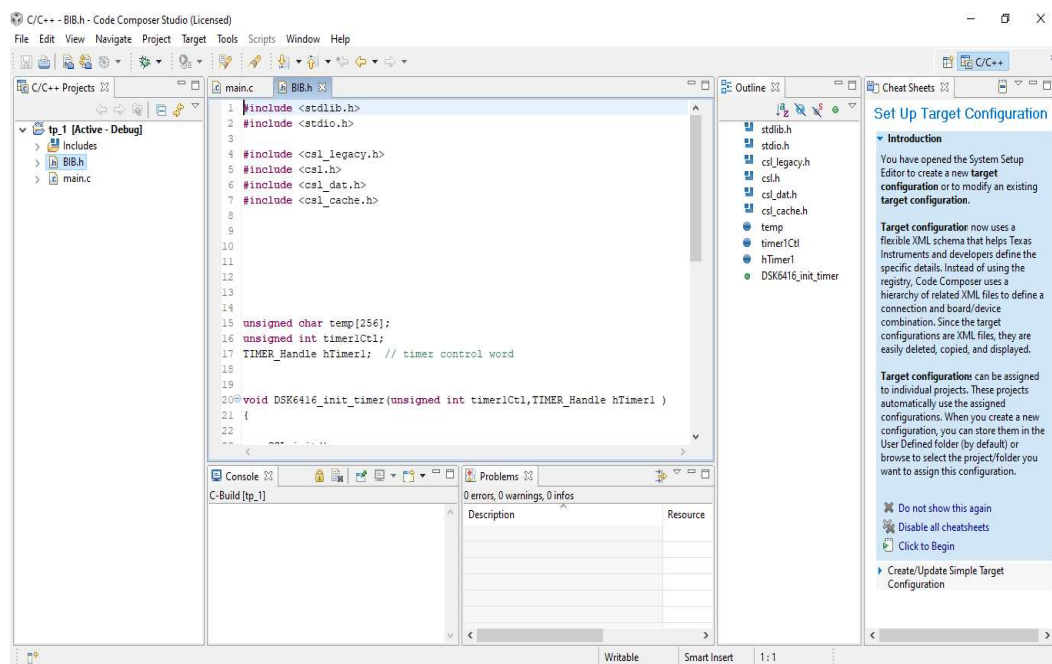 C/C++ - BIB.h - Code Composer Studio (Licensed)
File Edit View Navigate Project Target Tools Scripts Window Help
C/C++
C/C++ Projects
tp_1 [Active - Debug]
Includes
BIB.h
main.c
main.c
BIB.h
1 #include <stdlib.h>
2 #include <stdio.h>
3
4 #include <csl_legacy.h>
5 #include <csl.h>
6 #include <csl_dat.h>
7 #include <csl_cache.h>
8
9
10
11
12
13
14
15 unsigned char temp[256];
16 unsigned int timer1Ctl;
17 TIMER_Handle hTimer1; // timer control word
18
19
20 void DSK6416_init_timer(unsigned int timer1Ctl,TIMER_Handle hTimer1 )
21 {
22
Outline
stdlib.h
stdio.h
csl_legacy.h
csl.h
csl_dat.h
csl_cache.h
temp
timer1Ctl
hTimer1
DSK6416_init_timer
Cheat Sheets
Set Up Target Configuration
Introduction
You have opened the System Setup
Editor to create a new target
configuration or to modify an existing
target configuration.
Target configuration now uses a
flexible XML schema that helps Texas
Instruments and developers define the
specific details. Instead of using the
registry, Code Composer uses a
hierarchy of related XML files to define a
connection and board/device
combination. Since the target
configurations are XML files, they are
easily deleted, copied, and displayed.
Target configurations can be assigned
to individual projects. These projects
automatically use the assigned
configurations. When you create a new
configuration, you can store them in the
User Defined folder (by default) or
browse to select the project/folder you
want to assign this configuration.
Do not show this again
Disable all cheatsheets
Click to Begin
Create/Update Simple Target
Configuration
Console
C-Build [tp_1]
Problems
0 errors, 0 warnings, 0 infos
Description
Resource
Writable
Smart Insert
1 : 1